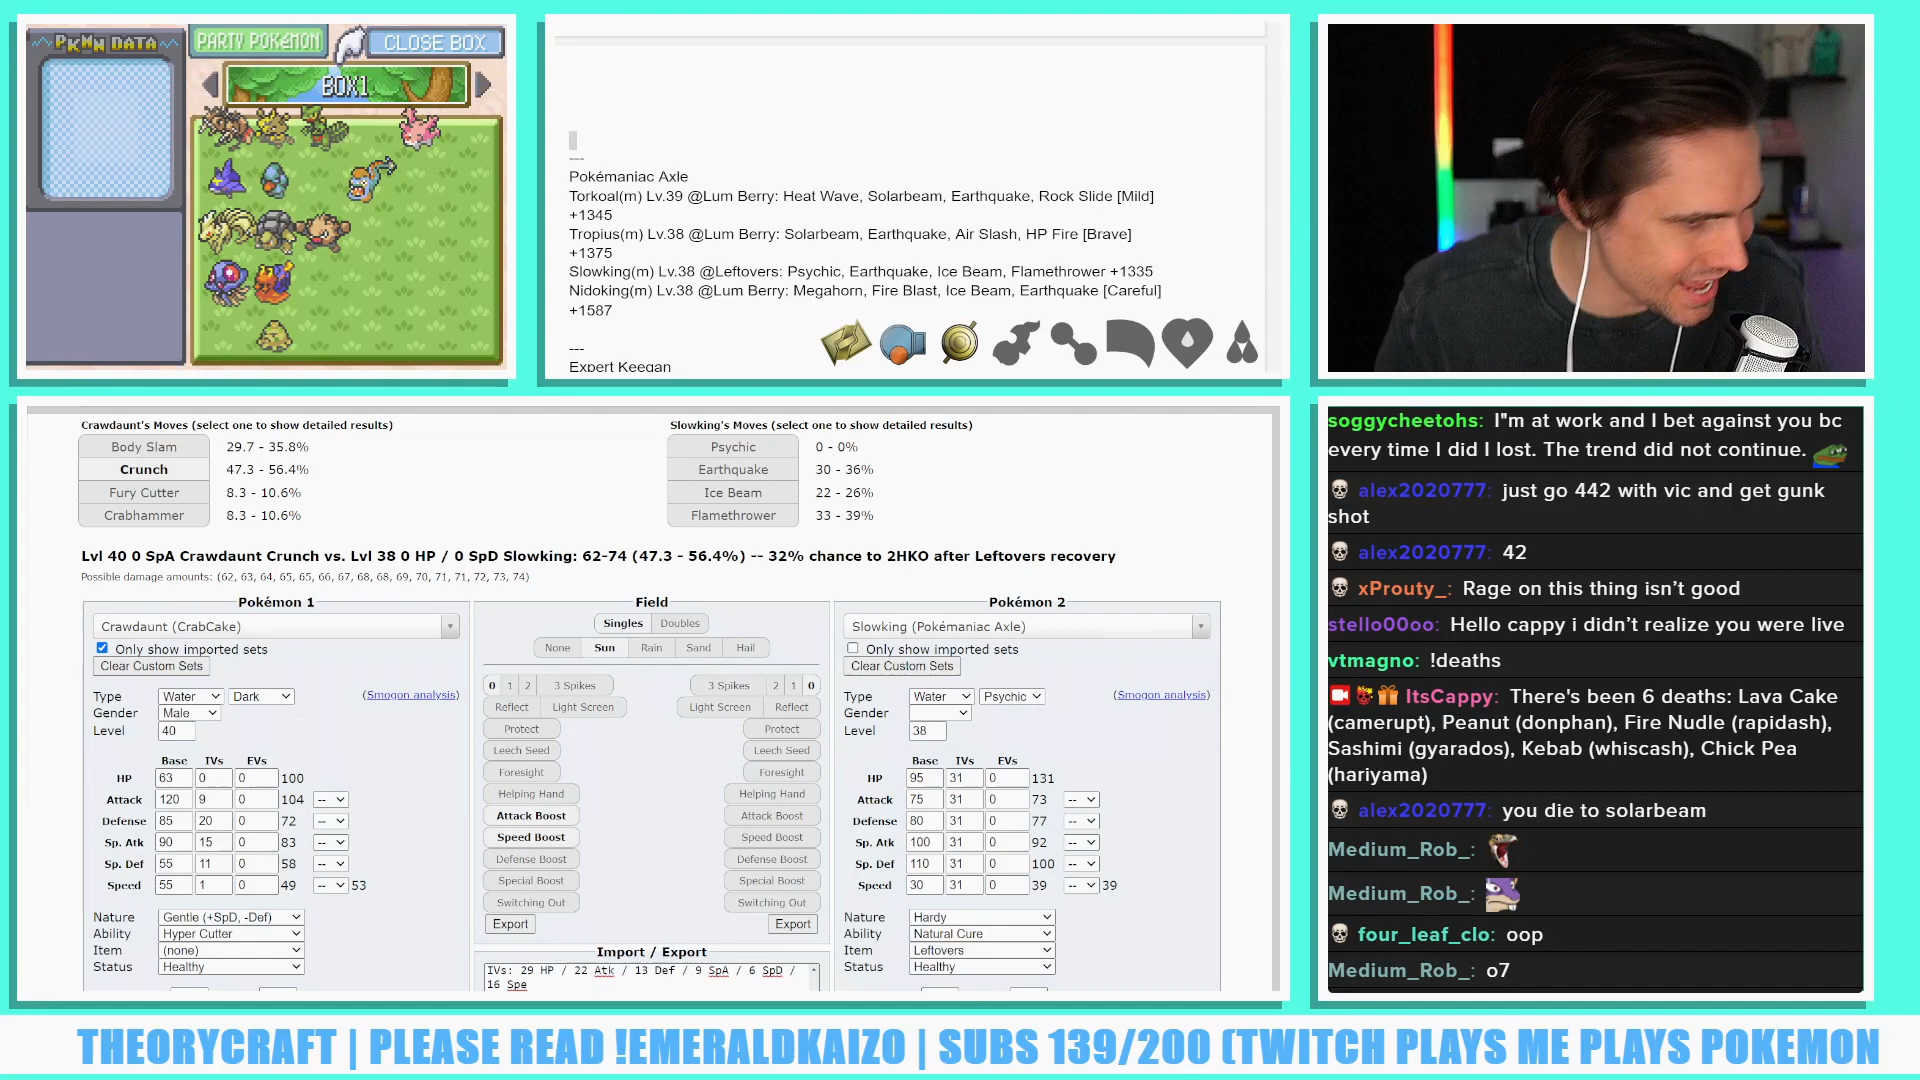 PKMN DATA
PARTY POKéMON
CLOSE BOX
BOX1
---
Pokémaniac Axle
Torkoal(m) Lv.39 @Lum Berry: Heat Wave, Solarbeam, Earthquake, Rock Slide [Mild]
+1345
Tropius(m) Lv.38 @Lum Berry: Solarbeam, Earthquake, Air Slash, HP Fire [Brave]
+1375
Slowking(m) Lv.38 @Leftovers: Psychic, Earthquake, Ice Beam, Flamethrower +1335
Nidoking(m) Lv.38 @Lum Berry: Megahorn, Fire Blast, Ice Beam, Earthquake [Careful]
+1587
---
Expert Keegan
Crawdaunt's Moves (select one to show detailed results)
Body Slam 29.7 - 35.8%
Crunch 47.3 - 56.4%
Fury Cutter 8.3 - 10.6%
Crabhammer 8.3 - 10.6%
Slowking's Moves (select one to show detailed results)
Psychic 0 - 0%
Earthquake 30 - 36%
Ice Beam 22 - 26%
Flamethrower 33 - 39%
Lvl 40 0 SpA Crawdaunt Crunch vs. Lvl 38 0 HP / 0 SpD Slowking: 62-74 (47.3 - 56.4%) -- 32% chance to 2HKO after Leftovers recovery
Possible damage amounts: (62, 63, 64, 65, 65, 66, 67, 68, 68, 69, 70, 71, 71, 72, 73, 74)
Pokémon 1
Crawdaunt (CrabCake)
Only show imported sets
Clear Custom Sets
Type Water Dark (Smogon analysis)
Gender Male
Level 40
Base IVs EVs
HP 63 0 0 100
Attack 120 9 0 104 --
Defense 85 20 0 72 --
Sp. Atk 90 15 0 83 --
Sp. Def 55 11 0 58 --
Speed 55 1 0 49 -- 53
Nature Gentle (+SpD, -Def)
Ability Hyper Cutter
Item (none)
Status Healthy
Field
Singles Doubles
None Sun Rain Sand Hail
0 1 2 3 Spikes 3 Spikes 2 1 0
Reflect Light Screen Light Screen Reflect
Protect Protect
Leech Seed Leech Seed
Foresight Foresight
Helping Hand Helping Hand
Attack Boost Attack Boost
Speed Boost Speed Boost
Defense Boost Defense Boost
Special Boost Special Boost
Switching Out Switching Out
Export Export
Import / Export
IVs: 29 HP / 22 Atk / 13 Def / 9 SpA / 6 SpD /
16 Spe
Pokémon 2
Slowking (Pokémaniac Axle)
Only show imported sets
Clear Custom Sets
Type Water Psychic (Smogon analysis)
Gender
Level 38
Base IVs EVs
HP 95 31 0 131
Attack 75 31 0 73 --
Defense 80 31 0 77 --
Sp. Atk 100 31 0 92 --
Sp. Def 110 31 0 100 --
Speed 30 31 0 39 -- 39
Nature Hardy
Ability Natural Cure
Item Leftovers
Status Healthy
soggycheetohs: I"m at work and I bet against you bc
every time I did I lost. The trend did not continue.
alex2020777: just go 442 with vic and get gunk
shot
alex2020777: 42
xProuty_: Rage on this thing isn't good
stello00oo: Hello cappy i didn't realize you were live
vtmagno: !deaths
ItsCappy: There's been 6 deaths: Lava Cake
(camerupt), Peanut (donphan), Fire Nudle (rapidash),
Sashimi (gyarados), Kebab (whiscash), Chick Pea
(hariyama)
alex2020777: you die to solarbeam
Medium_Rob_:
Medium_Rob_:
four_leaf_clo: oop
Medium_Rob_: o7
THEORYCRAFT | PLEASE READ !EMERALDKAIZO | SUBS 139/200 (TWITCH PLAYS ME PLAYS POKEMON